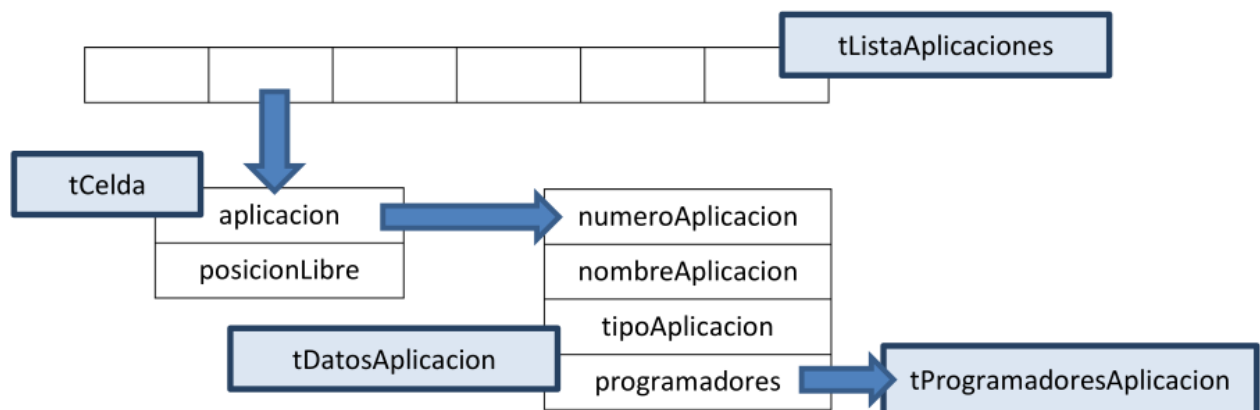 tListaAplicaciones
tCelda
aplicacion
posicionLibre
numeroAplicacion
nombreAplicacion
tipoAplicacion
tDatosAplicacion
programadores
tProgramadoresAplicacion